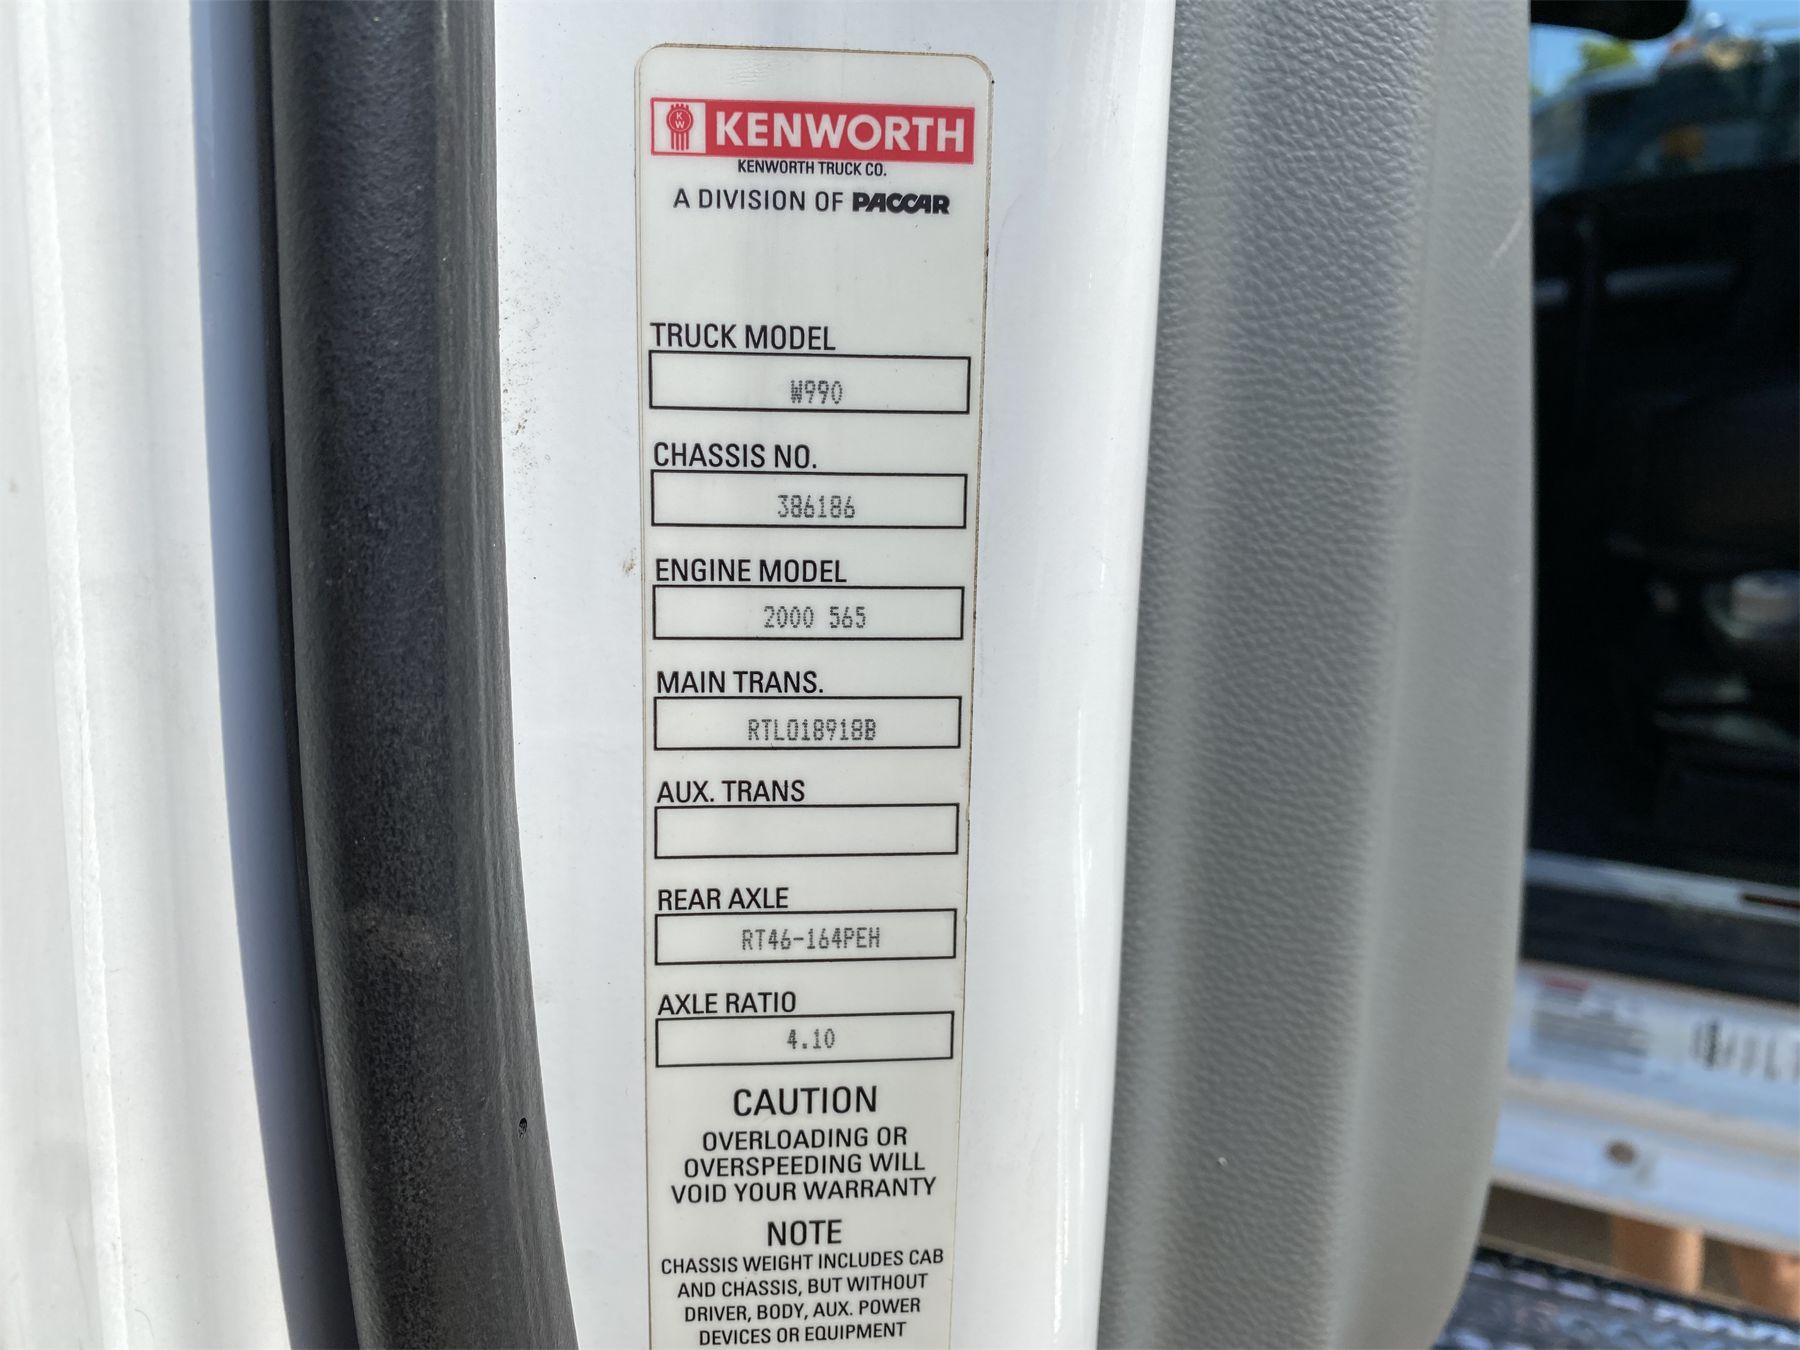 KW KENWORTH
KENWORTH TRUCK CO.
A DIVISION OF PACCAR
TRUCK MODEL
W990
CHASSIS NO.
386186
ENGINE MODEL
2000 565
MAIN TRANS.
RTLO18918B
AUX. TRANS
REAR AXLE
RT46-164PEH
AXLE RATIO
4.10
CAUTION
OVERLOADING OR
OVERSPEEDING WILL
VOID YOUR WARRANTY
NOTE
CHASSIS WEIGHT INCLUDES CAB
AND CHASSIS, BUT WITHOUT
DRIVER, BODY, AUX. POWER
DEVICES OR EQUIPMENT